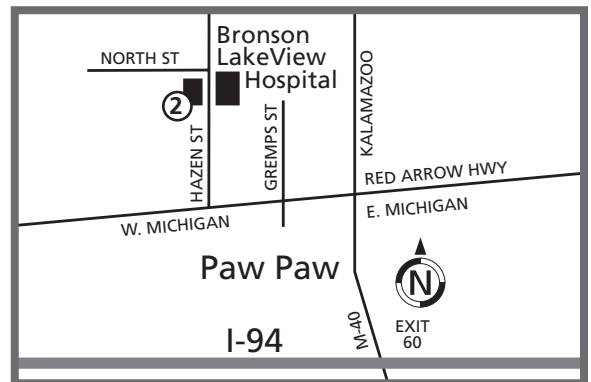 Bronson
LakeView
Hospital
NORTH ST
2
HAZEN ST
GREMPS ST
KALAMAZOO
RED ARROW HWY
E. MICHIGAN
W. MICHIGAN
Paw Paw
N
M-40
EXIT
60
I-94